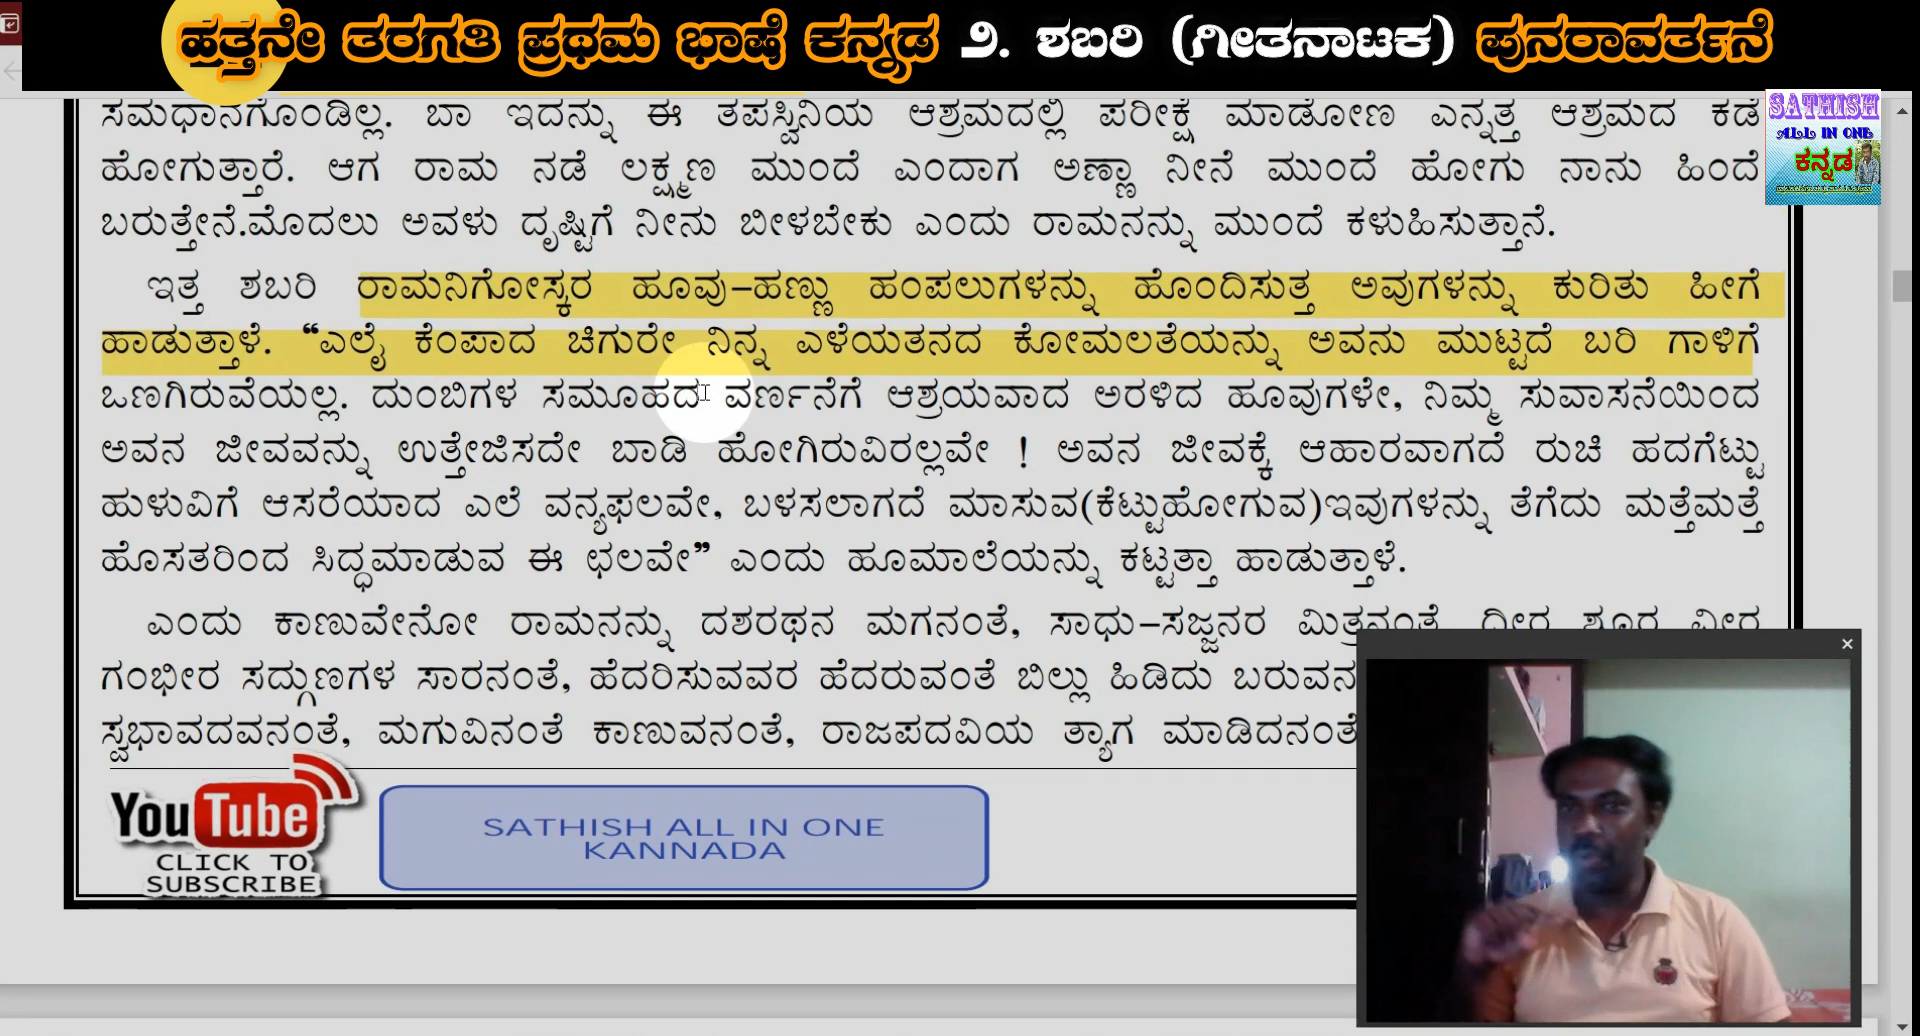 ಹತ್ತನೇ ತರಗತಿ ಪ್ರಥಮ ಭಾಷೆ ಕನ್ನಡ ೨. ಶಬರಿ (ಗೀತನಾಟಕ) ಪುನರಾವರ್ತನೆ
SATHISH
ALL IN ONE
ಕನ್ನಡ
ಸಮಧಾನಗೊಂಡಿಲ್ಲ. ಬಾ ಇದನ್ನು ಈ ತಪಸ್ವಿನಿಯ ಆಶ್ರಮದಲ್ಲಿ ಪರೀಕ್ಷೆ ಮಾಡೋಣ ಎನ್ನತ್ತ ಆಶ್ರಮದ ಕಡೆ
ಹೋಗುತ್ತಾರೆ. ಆಗ ರಾಮ ನಡೆ ಲಕ್ಷ್ಮಣ ಮುಂದೆ ಎಂದಾಗ ಅಣ್ಣಾ ನೀನೆ ಮುಂದೆ ಹೋಗು ನಾನು ಹಿಂದೆ
ಬರುತ್ತೇನೆ.ಮೊದಲು ಅವಳು ದೃಷ್ಟಿಗೆ ನೀನು ಬೀಳಬೇಕು ಎಂದು ರಾಮನನ್ನು ಮುಂದೆ ಕಳುಹಿಸುತ್ತಾನೆ.
ಇತ್ತ ಶಬರಿ ರಾಮನಿಗೋಸ್ಕರ ಹೂವು-ಹಣ್ಣು ಹಂಪಲುಗಳನ್ನು ಹೊಂದಿಸುತ್ತ ಅವುಗಳನ್ನು ಕುರಿತು ಹೀಗೆ
ಹಾಡುತ್ತಾಳೆ. “ಎಲೈ ಕೆಂಪಾದ ಚಿಗುರೇ ನಿನ್ನ ಎಳೆಯತನದ ಕೋಮಲತೆಯನ್ನು ಅವನು ಮುಟ್ಟದೆ ಬರಿ ಗಾಳಿಗೆ
ಒಣಗಿರುವೆಯಲ್ಲ. ದುಂಬಿಗಳ ಸಮೂಹದ ವರ್ಣನೆಗೆ ಆಶ್ರಯವಾದ ಅರಳಿದ ಹೂವುಗಳೇ, ನಿಮ್ಮ ಸುವಾಸನೆಯಿಂದ
ಅವನ ಜೀವವನ್ನು ಉತ್ತೇಜಿಸದೇ ಬಾಡಿ ಹೋಗಿರುವಿರಲ್ಲವೇ ! ಅವನ ಜೀವಕ್ಕೆ ಆಹಾರವಾಗದೆ ರುಚಿ ಹದಗೆಟ್ಟು
ಹುಳುವಿಗೆ ಆಸರೆಯಾದ ಎಲೆ ವನ್ಯಫಲವೇ, ಬಳಸಲಾಗದೆ ಮಾಸುವ(ಕೆಟ್ಟುಹೋಗುವ)ಇವುಗಳನ್ನು ತೆಗೆದು ಮತ್ತೆಮತ್ತೆ
ಹೊಸತರಿಂದ ಸಿದ್ಧಮಾಡುವ ಈ ಛಲವೇ” ಎಂದು ಹೂಮಾಲೆಯನ್ನು ಕಟ್ಟತ್ತಾ ಹಾಡುತ್ತಾಳೆ.
ಎಂದು ಕಾಣುವೇನೋ ರಾಮನನ್ನು ದಶರಥನ ಮಗನಂತೆ, ಸಾಧು-ಸಜ್ಜನರ ಮಿತ್ರನಂತೆ ಧೀರ ಶೂರ ವೀರ
ಗಂಭೀರ ಸದ್ಗುಣಗಳ ಸಾರನಂತೆ, ಹೆದರಿಸುವವರ ಹೆದರುವಂತೆ ಬಿಲ್ಲು ಹಿಡಿದು ಬರುವನ
ಸ್ವಭಾವದವನಂತೆ, ಮಗುವಿನಂತೆ ಕಾಣುವನಂತೆ, ರಾಜಪದವಿಯ ತ್ಯಾಗ ಮಾಡಿದನಂತೆ
YouTube
CLICK TO
SUBSCRIBE
SATHISH ALL IN ONE
KANNADA